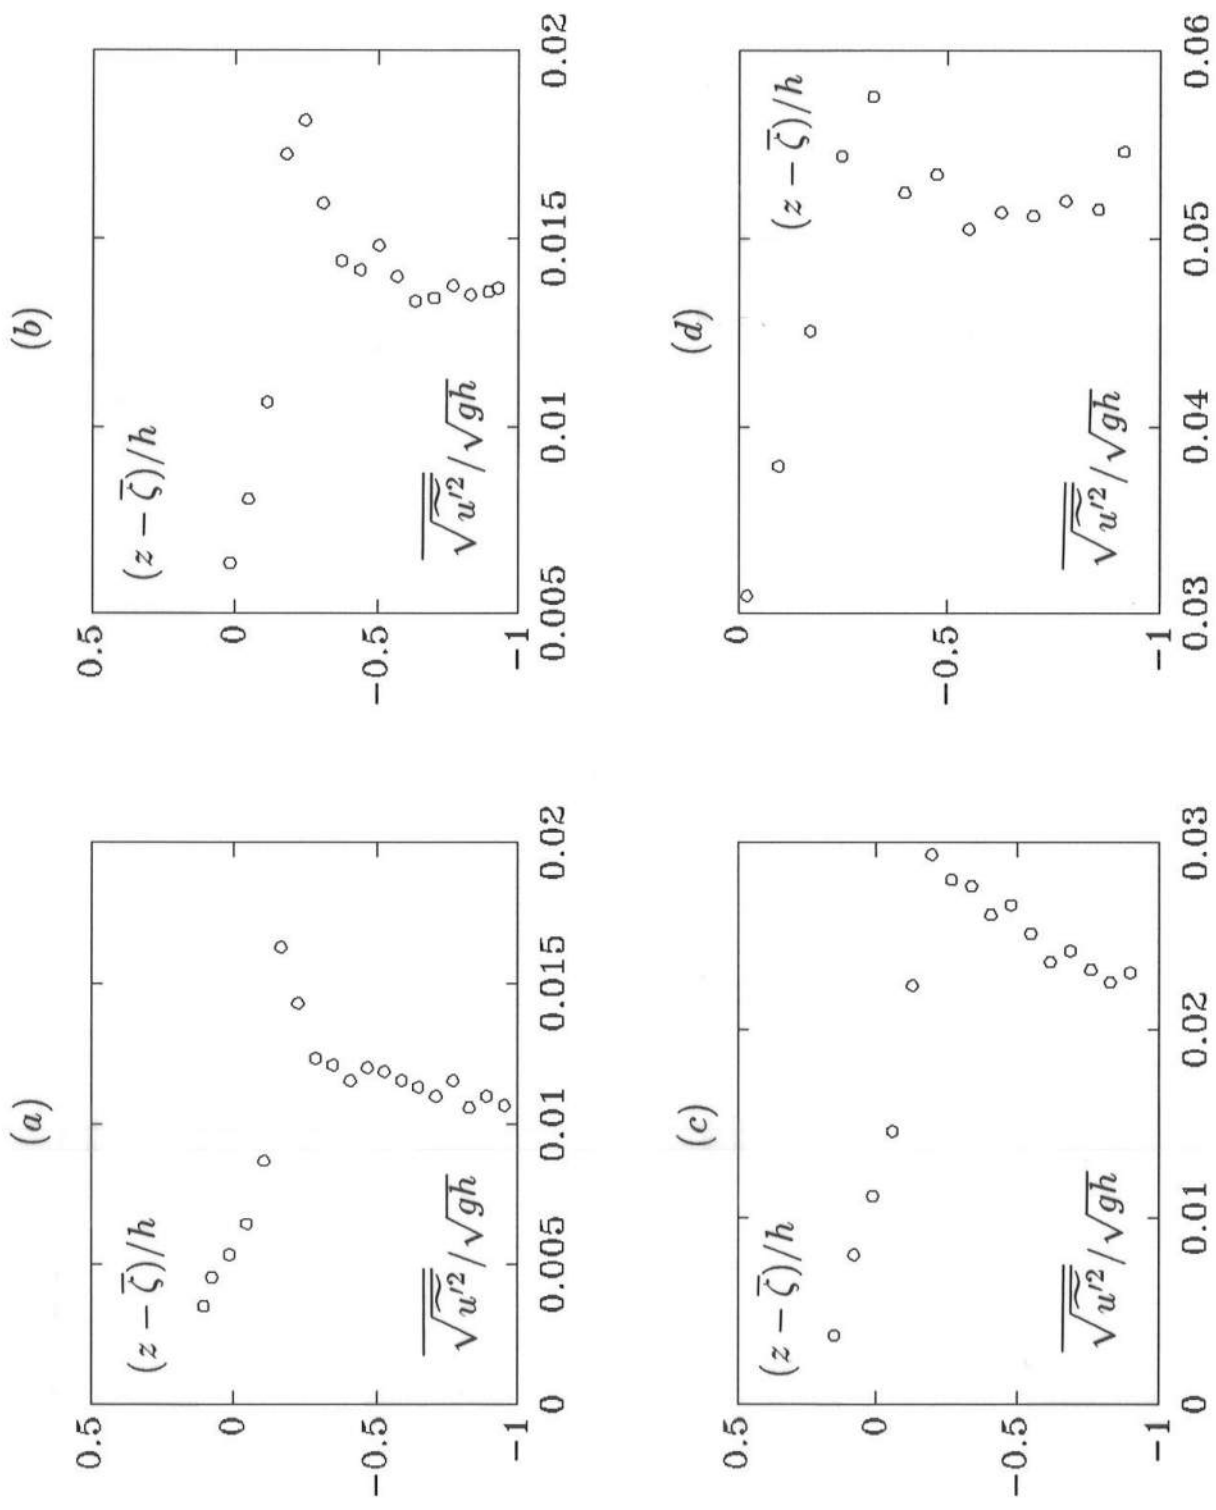 (a)
0.5
(z − ζ̅)/h
0
−0.5
√u′²/√gh
−1
0 0.005 0.01 0.015 0.02
(b)
0.5
(z − ζ̅)/h
0
−0.5
√u′²/√gh
−1
0.005 0.01 0.015 0.02
(c)
0.5
(z − ζ̅)/h
0
−0.5
√u′²/√gh
−1
0 0.01 0.02 0.03
(d)
0
(z − ζ̅)/h
−0.5
√u′²/√gh
−1
0.03 0.04 0.05 0.06